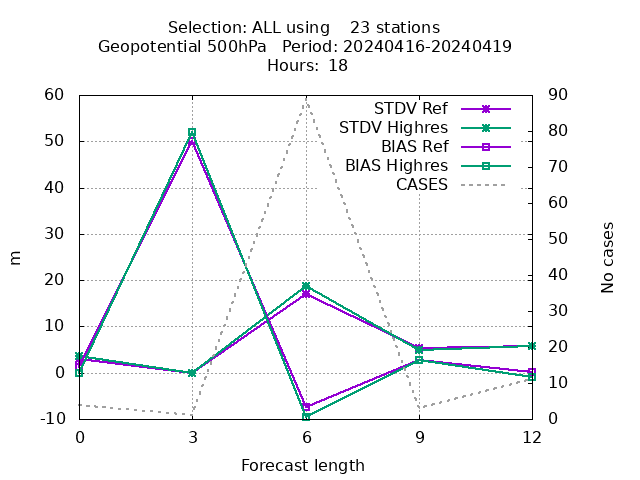 Selection: ALL using    23 stations
Geopotential 500hPa   Period: 20240416-20240419
Hours:  18
STDV Ref
STDV Highres
BIAS Ref
BIAS Highres
CASES
60
50
40
30
20
10
0
-10
m
90
80
70
60
50
40
30
20
10
0
No cases
0
3
6
9
12
Forecast length